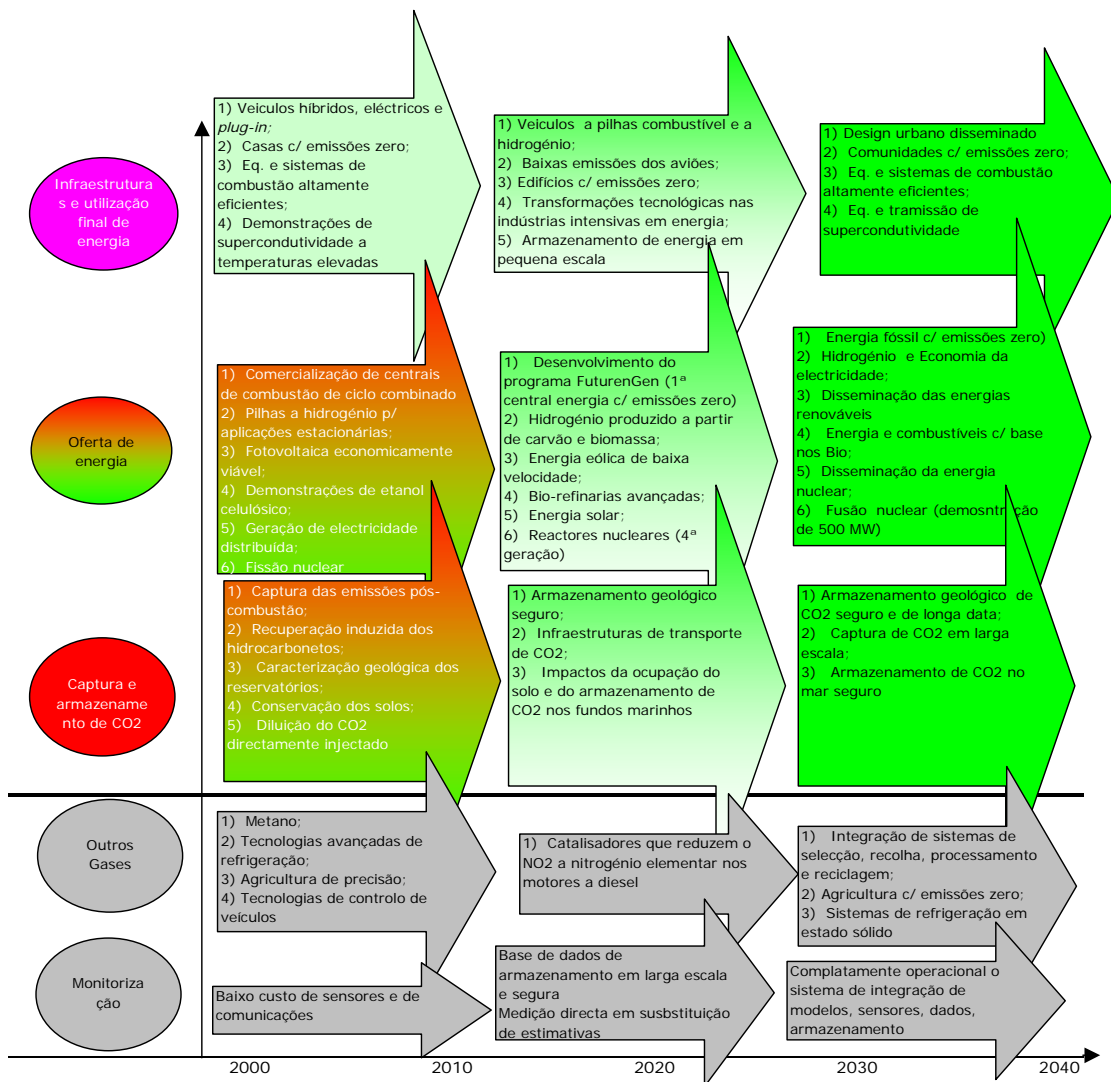 Infraestrutura
s e utilização
final de
energia
1) Veiculos híbridos, eléctricos e
plug-in;
2) Casas c/ emissões zero;
3) Eq. e sistemas de
combustão altamente
eficientes;
4) Demonstrações de
supercondutividade a
temperaturas elevadas
1) Veiculos a pilhas combustível e a
hidrogénio;
2) Baixas emissões dos aviões;
3) Edifícios c/ emissões zero;
4) Transformações tecnológicas nas
indústrias intensivas em energia;
5) Armazenamento de energia em
pequena escala
1) Design urbano disseminado
2) Comunidades c/ emissões zero;
3) Eq. e sistemas de combustão
altamente eficientes;
4) Eq. e tramissão de
supercondutividade
Oferta de
energia
1) Comercialização de centrais
de combustão de ciclo combinado
2) Pilhas a hidrogénio p/
aplicações estacionárias;
3) Fotovoltaica economicamente
viável;
4) Demonstrações de etanol
celulósico;
5) Geração de electricidade
distribuída;
6) Fissão nuclear
1) Desenvolvimento do
programa FuturenGen (1ª
central energia c/ emissões zero)
2) Hidrogénio produzido a partir
de carvão e biomassa;
3) Energia eólica de baixa
velocidade;
4) Bio-refinarias avançadas;
5) Energia solar;
6) Reactores nucleares (4ª
geração)
1) Energia fóssil c/ emissões zero)
2) Hidrogénio e Economia da
electricidade;
3) Disseminação das energias
renováveis
4) Energia e combustíveis c/ base
nos Bio;
5) Disseminação da energia
nuclear;
6) Fusão nuclear (demosntração
de 500 MW)
Captura e
armazename
nto de CO2
1) Captura das emissões pós-
combustão;
2) Recuperação induzida dos
hidrocarbonetos;
3) Caracterização geológica dos
reservatórios;
4) Conservação dos solos;
5) Diluição do CO2
directamente injectado
1) Armazenamento geológico
seguro;
2) Infraestruturas de transporte
de CO2;
3) Impactos da ocupação do
solo e do armazenamento de
CO2 nos fundos marinhos
1) Armazenamento geológico de
CO2 seguro e de longa data;
2) Captura de CO2 em larga
escala;
3) Armazenamento de CO2 no
mar seguro
Outros
Gases
1) Metano;
2) Tecnologias avançadas de
refrigeração;
3) Agricultura de precisão;
4) Tecnologias de controlo de
veículos
1) Catalisadores que reduzem o
NO2 a nitrogénio elementar nos
motores a diesel
1) Integração de sistemas de
selecção, recolha, processamento
e reciclagem;
2) Agricultura c/ emissões zero;
3) Sistemas de refrigeração em
estado sólido
Monitoriza
ção
Baixo custo de sensores e de
comunicações
Base de dados de
armazenamento em larga escala
e segura
Medição directa em susbstituição
de estimativas
Complatamente operacional o
sistema de integração de
modelos, sensores, dados,
armazenamento
2000 2010 2020 2030 2040